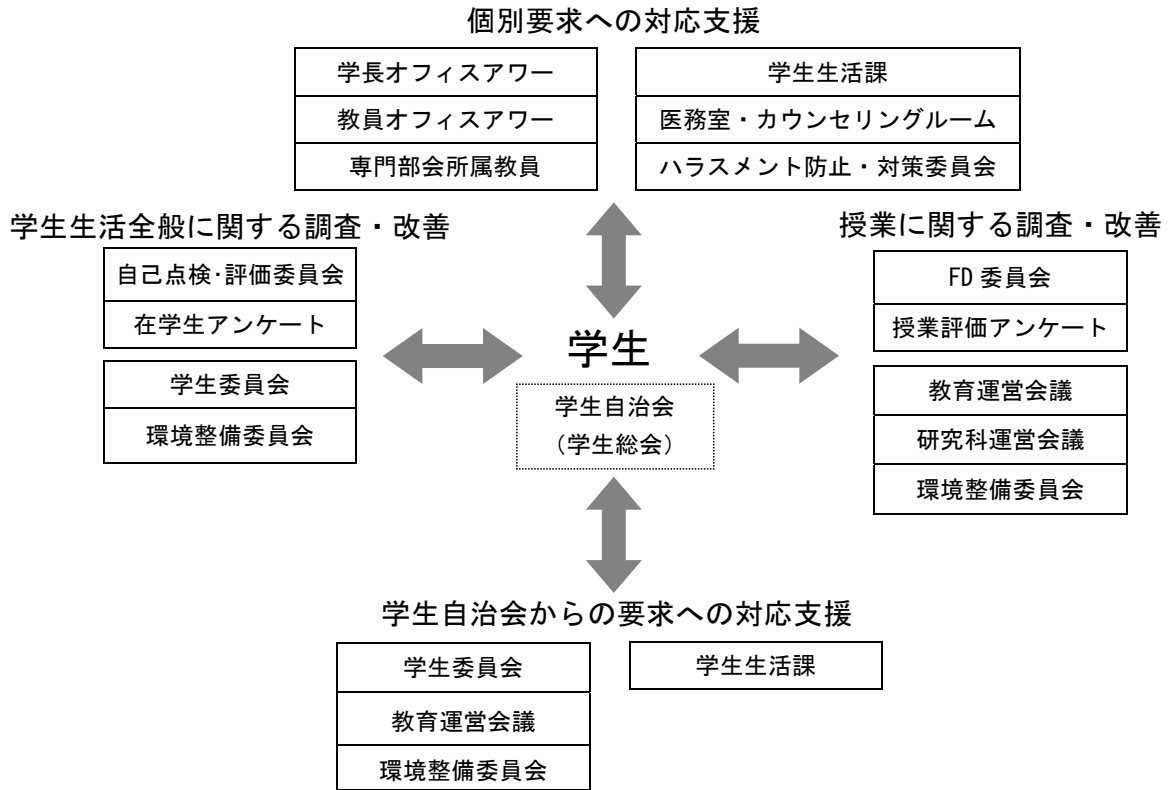 個別要求への対応支援
学長オフィスアワー
教員オフィスアワー
専門部会所属教員
学生生活課
医務室・カウンセリングルーム
ハラスメント防止・対策委員会
学生生活全般に関する調査・改善
自己点検・評価委員会
在学生アンケート
学生委員会
環境整備委員会
学生
学生自治会
（学生総会）
授業に関する調査・改善
FD 委員会
授業評価アンケート
教育運営会議
研究科運営会議
環境整備委員会
学生自治会からの要求への対応支援
学生委員会
教育運営会議
環境整備委員会
学生生活課